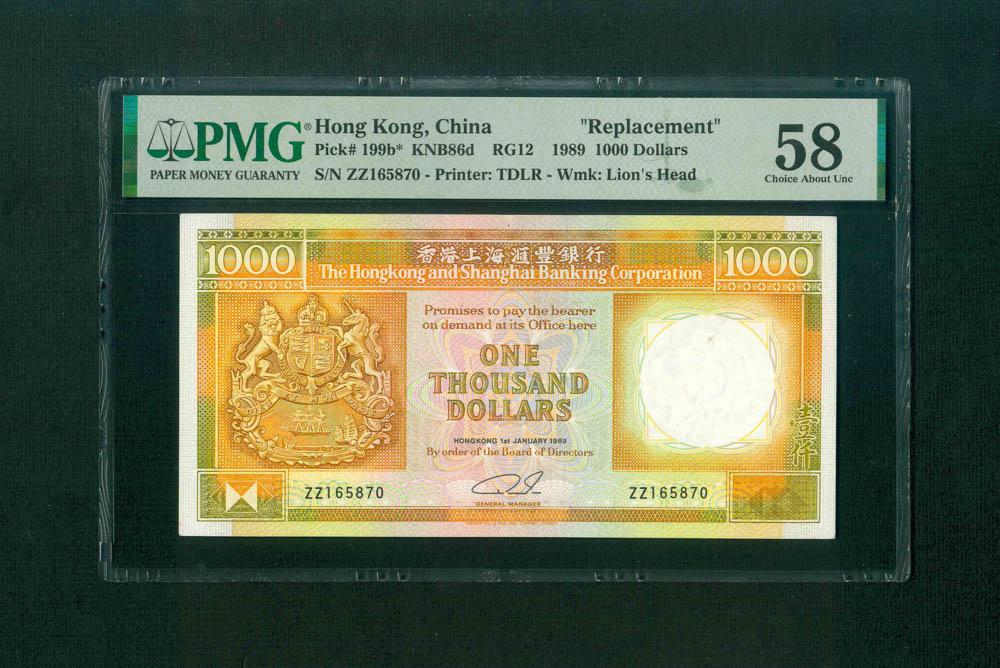 PMG®
PAPER MONEY GUARANTY
Hong Kong, China "Replacement"
Pick# 199b* KNB86d RG12 1989 1000 Dollars
S/N ZZ165870 - Printer: TDLR - Wmk: Lion's Head
58
Choice About Unc
1000 香港上海滙豐銀行 1000
The Hongkong and Shanghai Banking Corporation
Promises to pay the bearer
on demand at its Office here
ONE
THOUSAND
DOLLARS
HONGKONG 1st JANUARY 1989
By order of the Board of Directors
壹仟
ZZ165870 ZZ165870
GENERAL MANAGER